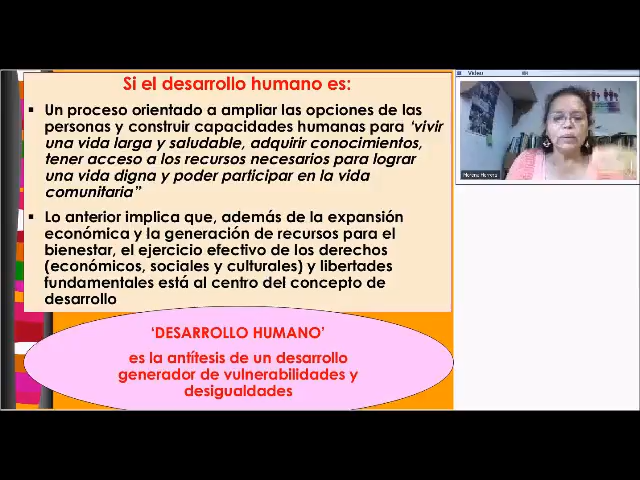 Si el desarrollo humano es:
Un proceso orientado a ampliar las opciones de las
personas y construir capacidades humanas para ‘vivir
una vida larga y saludable, adquirir conocimientos,
tener acceso a los recursos necesarios para lograr
una vida digna y poder participar en la vida
comunitaria”
Lo anterior implica que, además de la expansión
económica y la generación de recursos para el
bienestar, el ejercicio efectivo de los derechos
(económicos, sociales y culturales) y libertades
fundamentales está al centro del concepto de
desarrollo
‘DESARROLLO HUMANO’
es la antítesis de un desarrollo
generador de vulnerabilidades y
desigualdades
Video
Morena Herrera